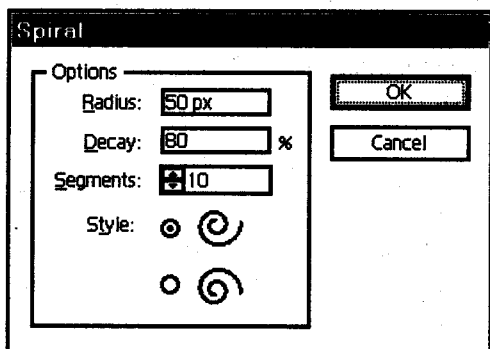 Spiral
Options
Radius: 50 px
OK
Decay: 80 %
Cancel
Segments: 10
Style: